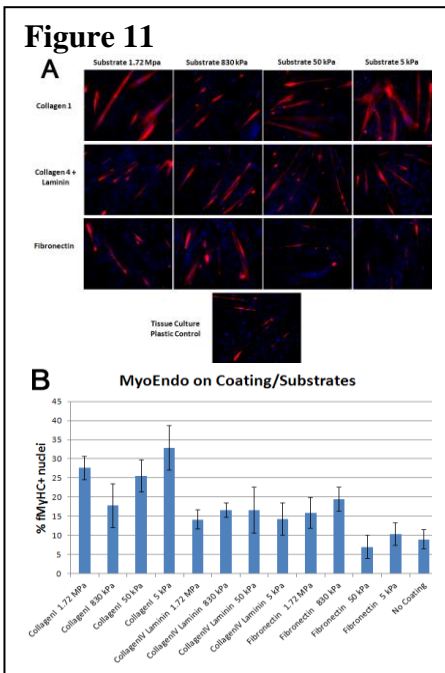 Figure 11
A
Substrate 1.72 Mpa Substrate 830 kPa Substrate 50 kPa Substrate 5 kPa
Collagen 1
Collagen 4 +
Laminin
Fibronectin
Tissue Culture
Plastic Control
B
MyoEndo on Coating/Substrates
% fMyHC+ nuclei
45
40
35
30
25
20
15
10
5
0
CollagenI 1.72 MPa
CollagenI 830 kPa
CollagenI 50 kPa
CollagenI 5 kPa
CollagenIV Laminin 1.72 MPa
CollagenIV Laminin 830 kPa
CollagenIV Laminin 50 kPa
CollagenIV Laminin 5 kPa
Fibronectin 1.72 MPa
Fibronectin 830 kPa
Fibronectin 50 kPa
Fibronectin 5 kPa
No Coating